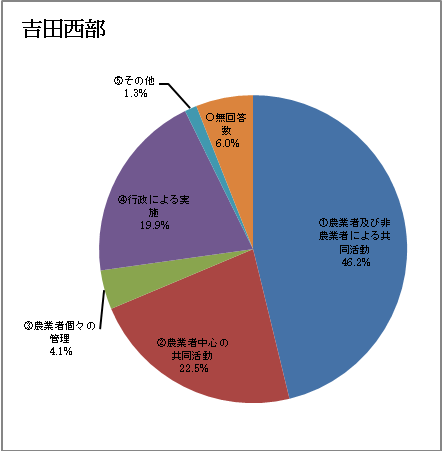 吉田西部
⑤その他
1.3%
〇無回答
数
6.0%
①農業者及び非
農業者による共
同活動
46.2%
④行政による実
施
19.9%
③農業者個々の
管理
4.1%
②農業者中心の
共同活動
22.5%